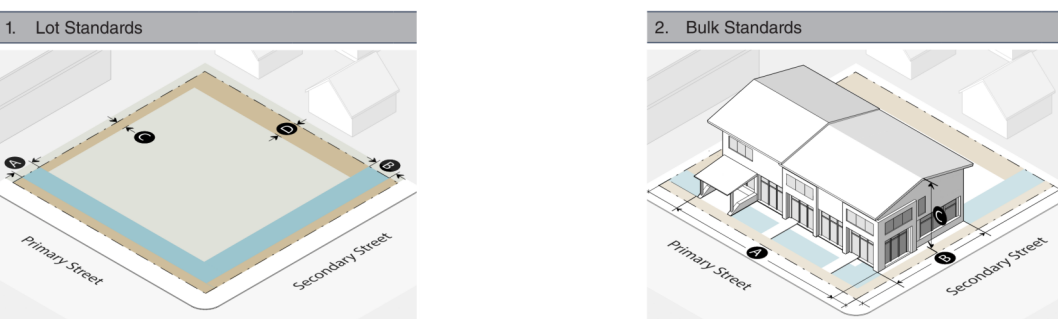 1. Lot Standards
A
B
C
D
Primary Street
Secondary Street
2. Bulk Standards
A
B
C
Primary Street
Secondary Street